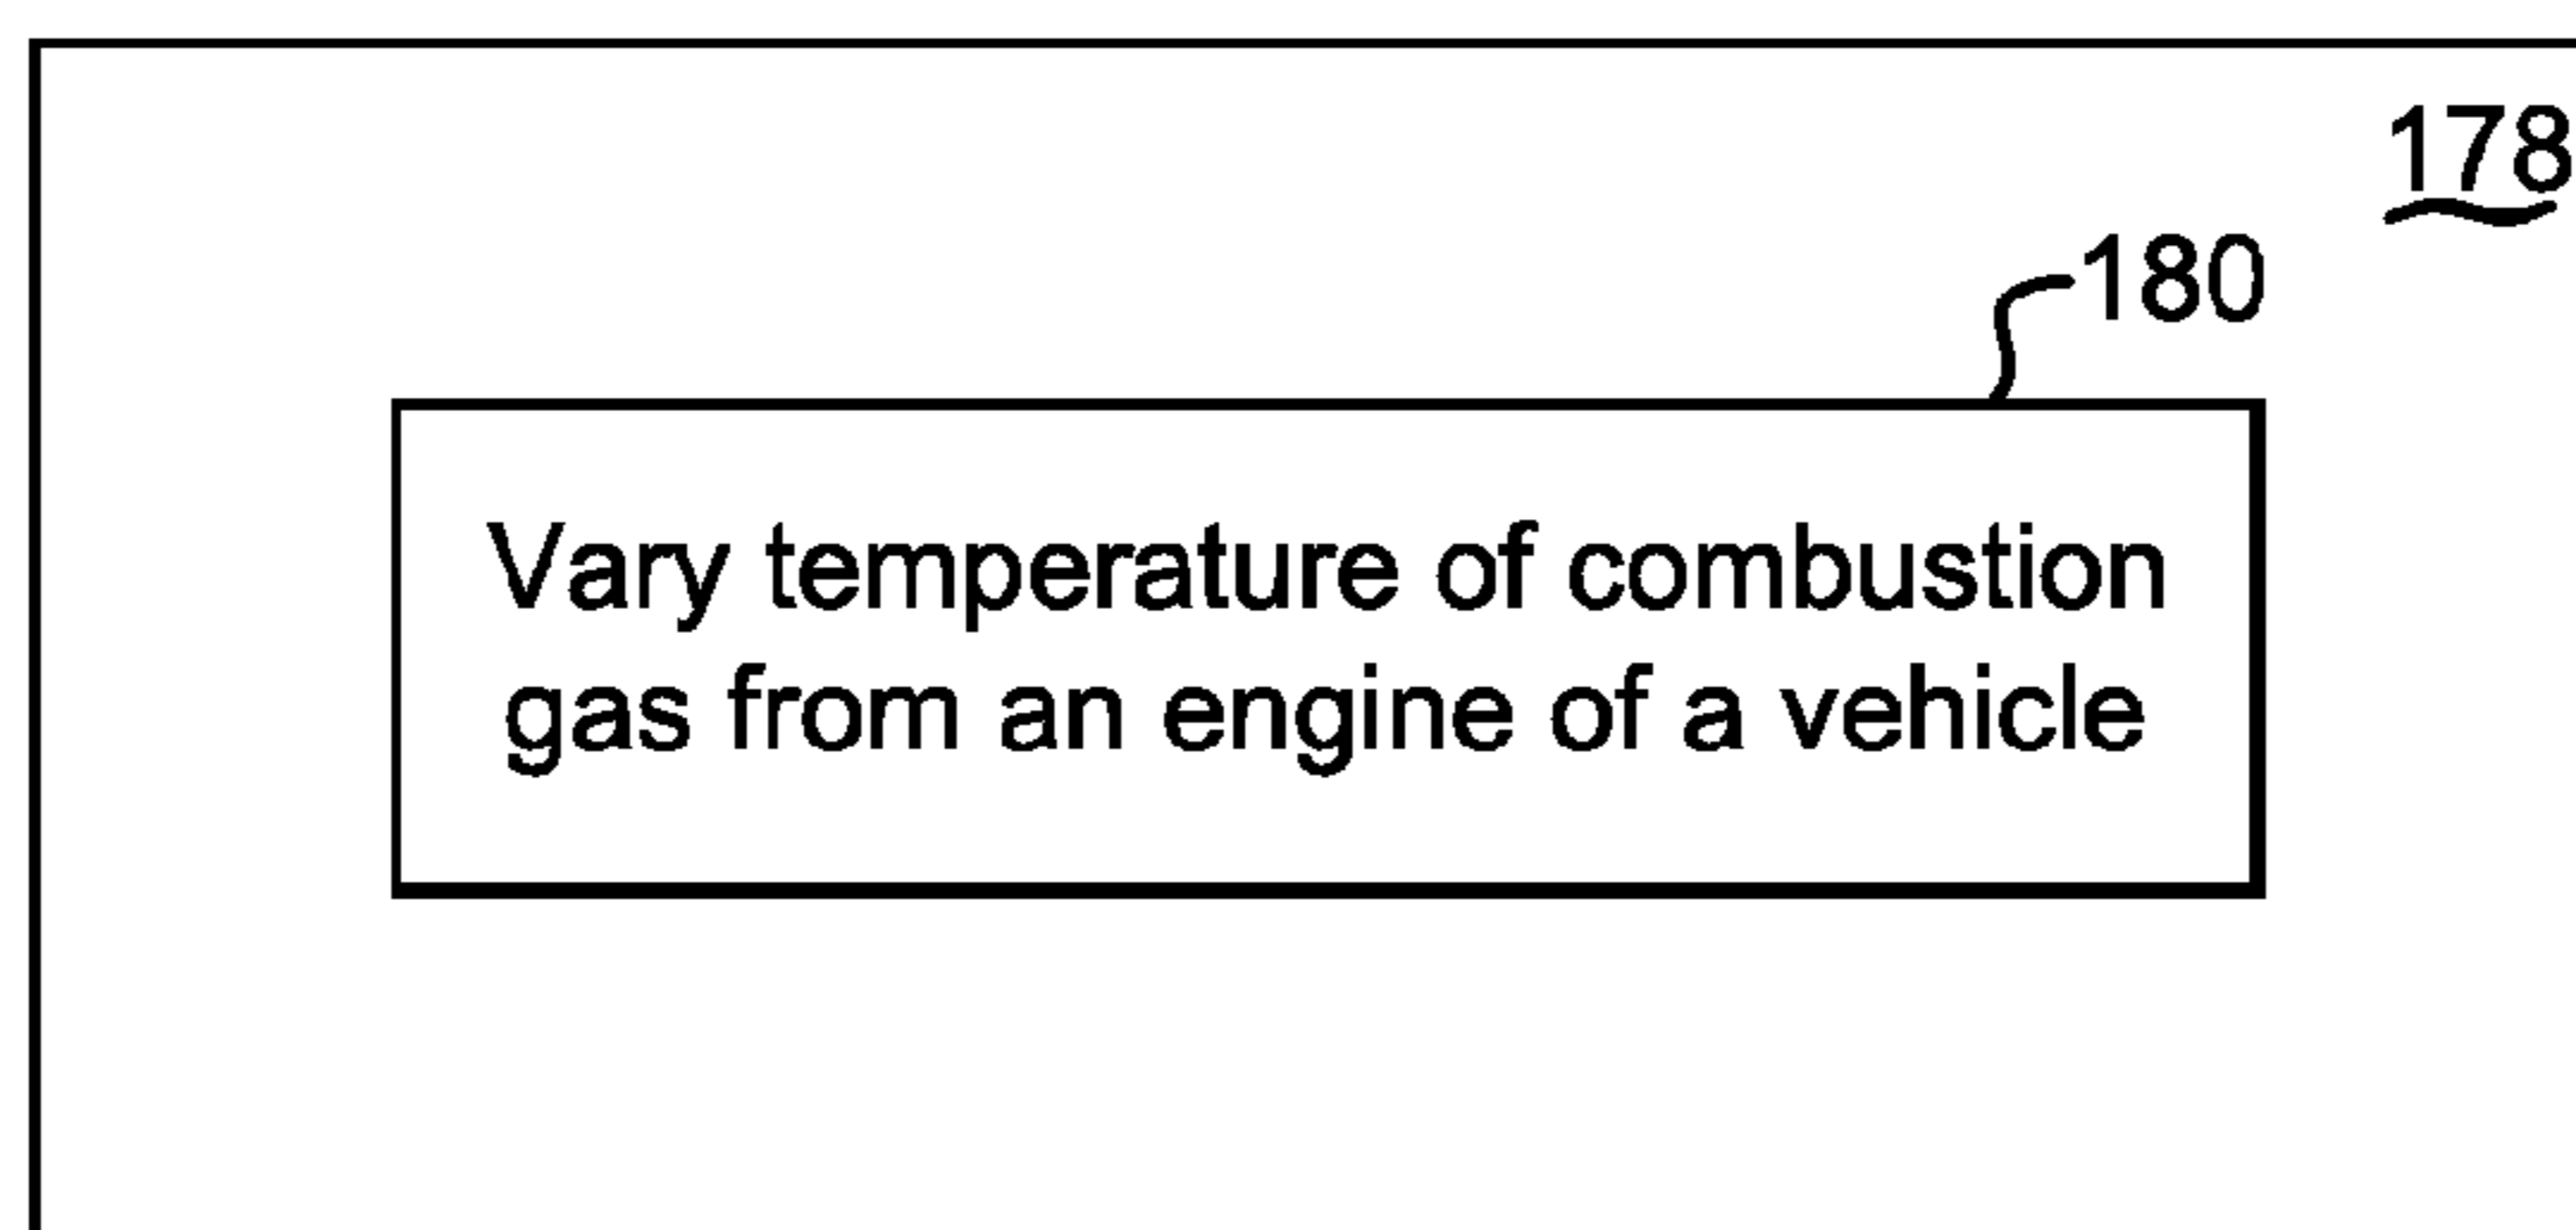 178
180
Vary temperature of combustion
gas from an engine of a vehicle